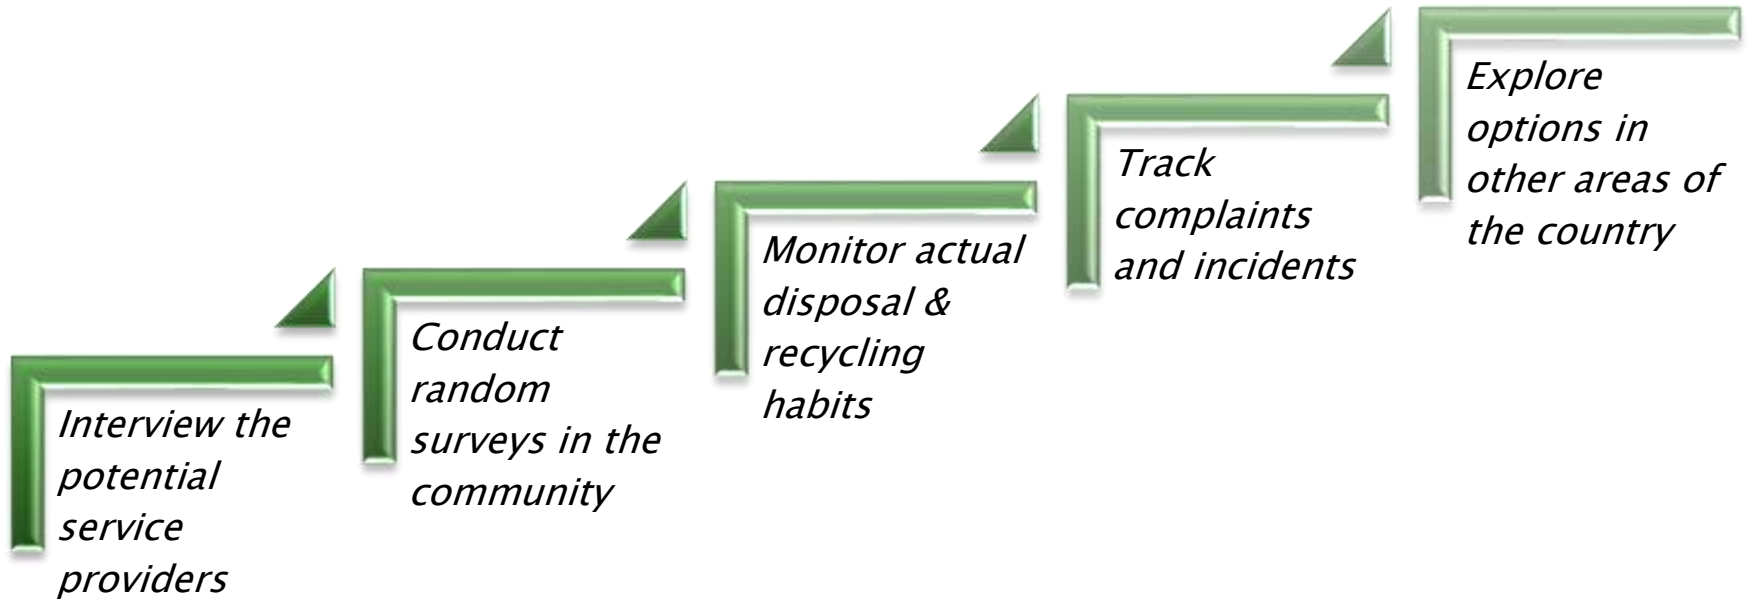 Interview the
potential
service
providers
Conduct
random
surveys in the
community
Monitor actual
disposal &
recycling
habits
Track
complaints
and incidents
Explore
options in
other areas of
the country